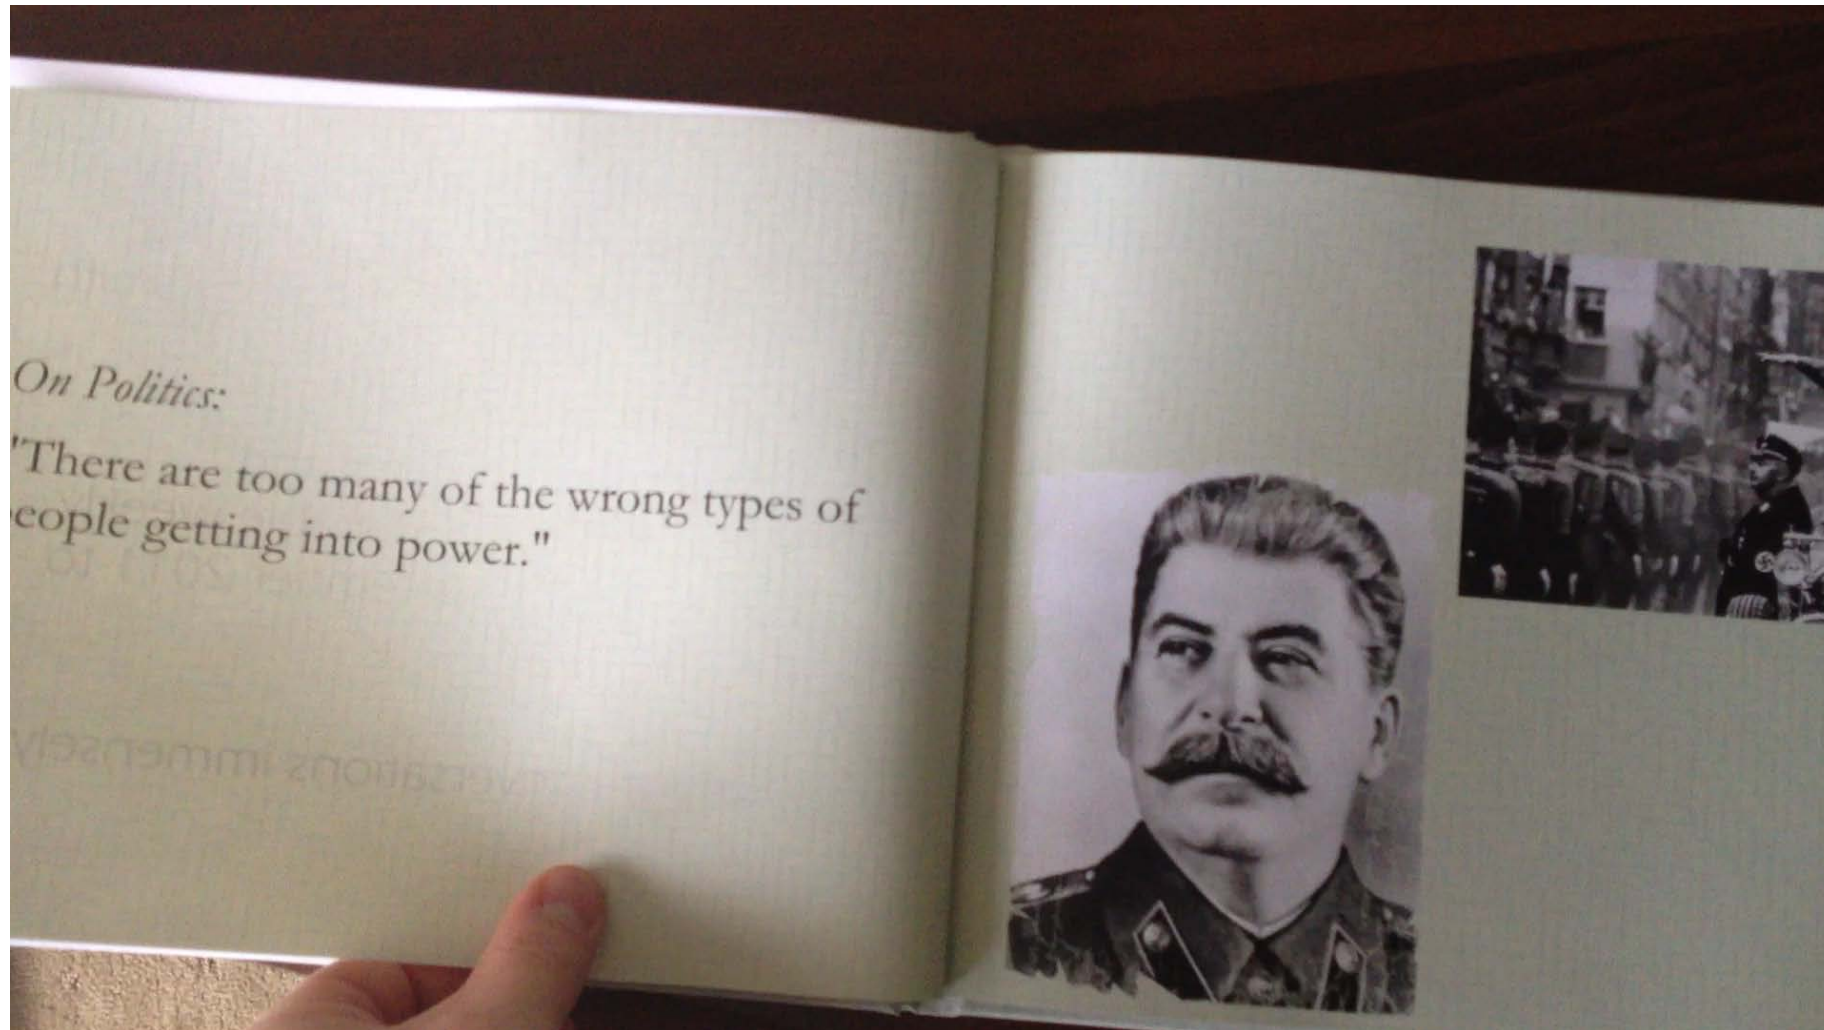 On Politics:
"There are too many of the wrong types of
eople getting into power."